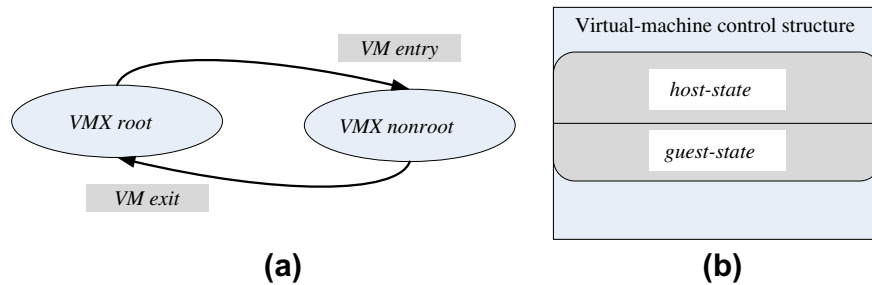 VM entry
VMX root
VMX nonroot
VM exit
(a)
Virtual-machine control structure
host-state
guest-state
(b)